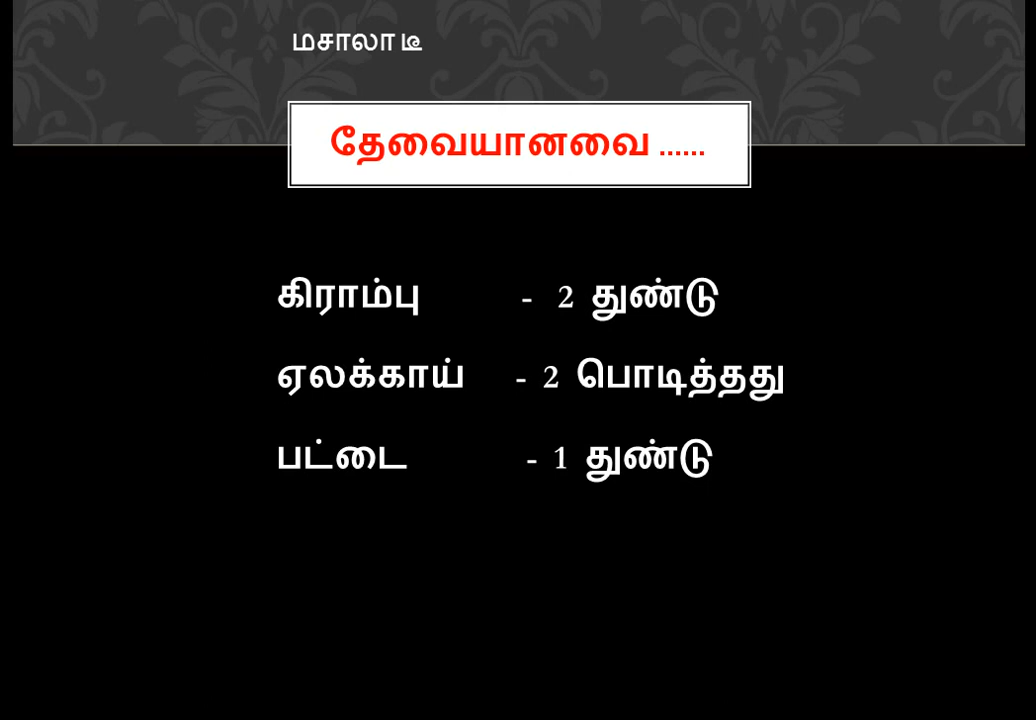 மசாலா டீ
தேவையானவை ......
கிராம்பு - 2 துண்டு
ஏலக்காய் - 2 பொடித்தது
பட்டை - 1 துண்டு